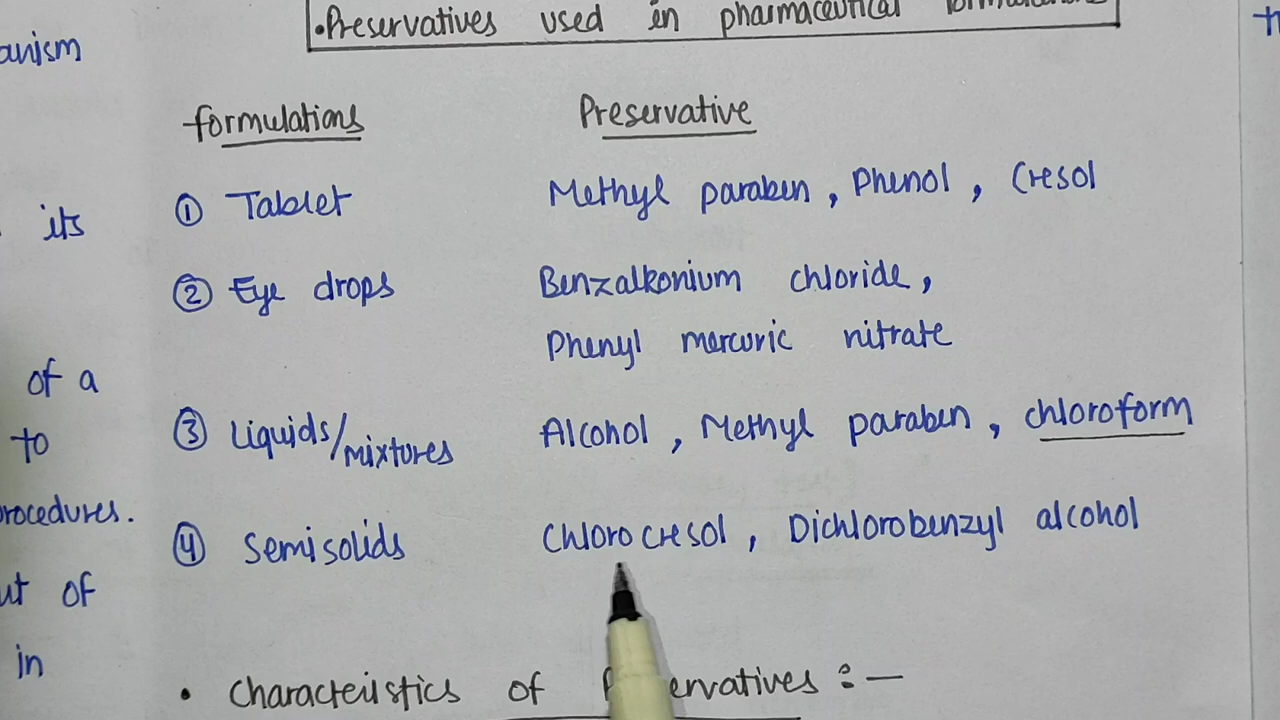 •Preservatives used in pharmaceutical
anism
formulations Preservative
its
① Tablet Methyl paraben, Phenol, Cresol
② Eye drops Benzalkonium chloride,
Phenyl mercuric nitrate
of a
to
③ Liquids/mixtures Alcohol, Methyl paraben, chloroform
rocedures.
④ Semisolids Chlorocresol, Dichlorobenzyl alcohol
ut of
in
• Characteristics of P ervatives :—